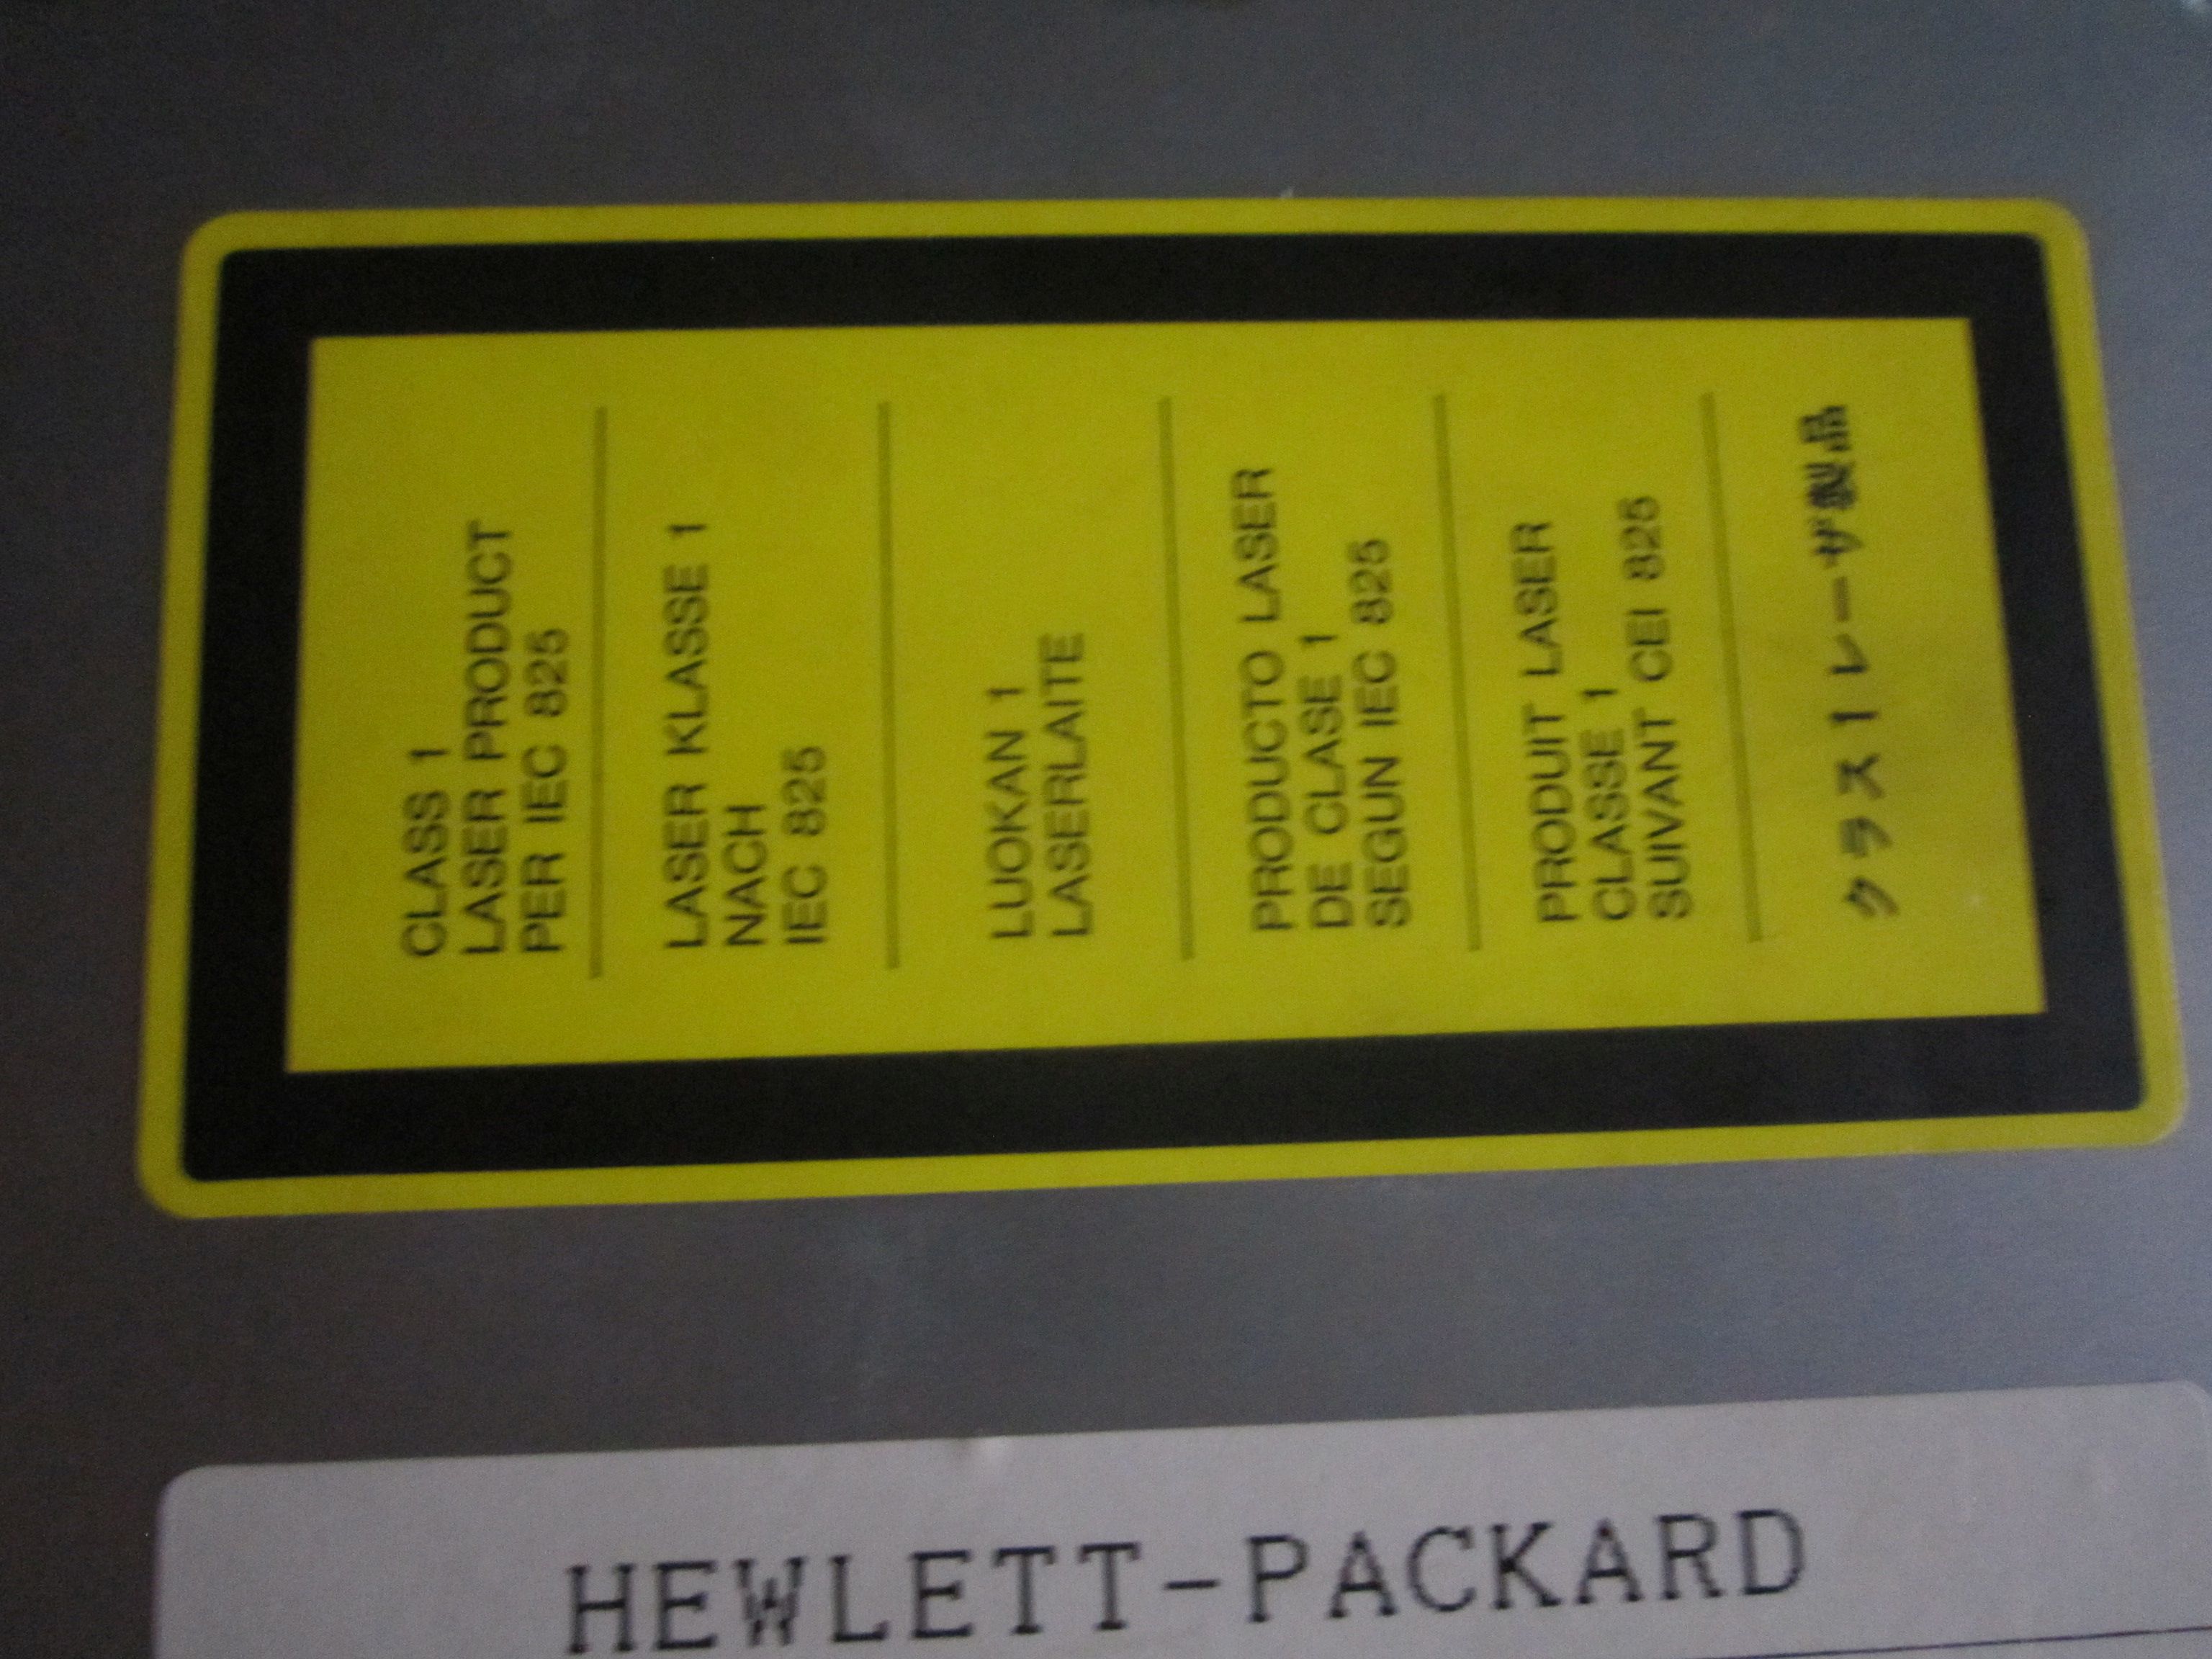 CLASS 1
LASER PRODUCT
PER IEC 825
LASER KLASSE 1
NACH
IEC 825
LUOKAN 1
LASERLAITE
PRODUCTO LASER
DE CLASE 1
SEGUN IEC 825
PRODUIT LASER
CLASSE 1
SUIVANT CEI 825
クラス1レーザ製品
HEWLETT-PACKARD